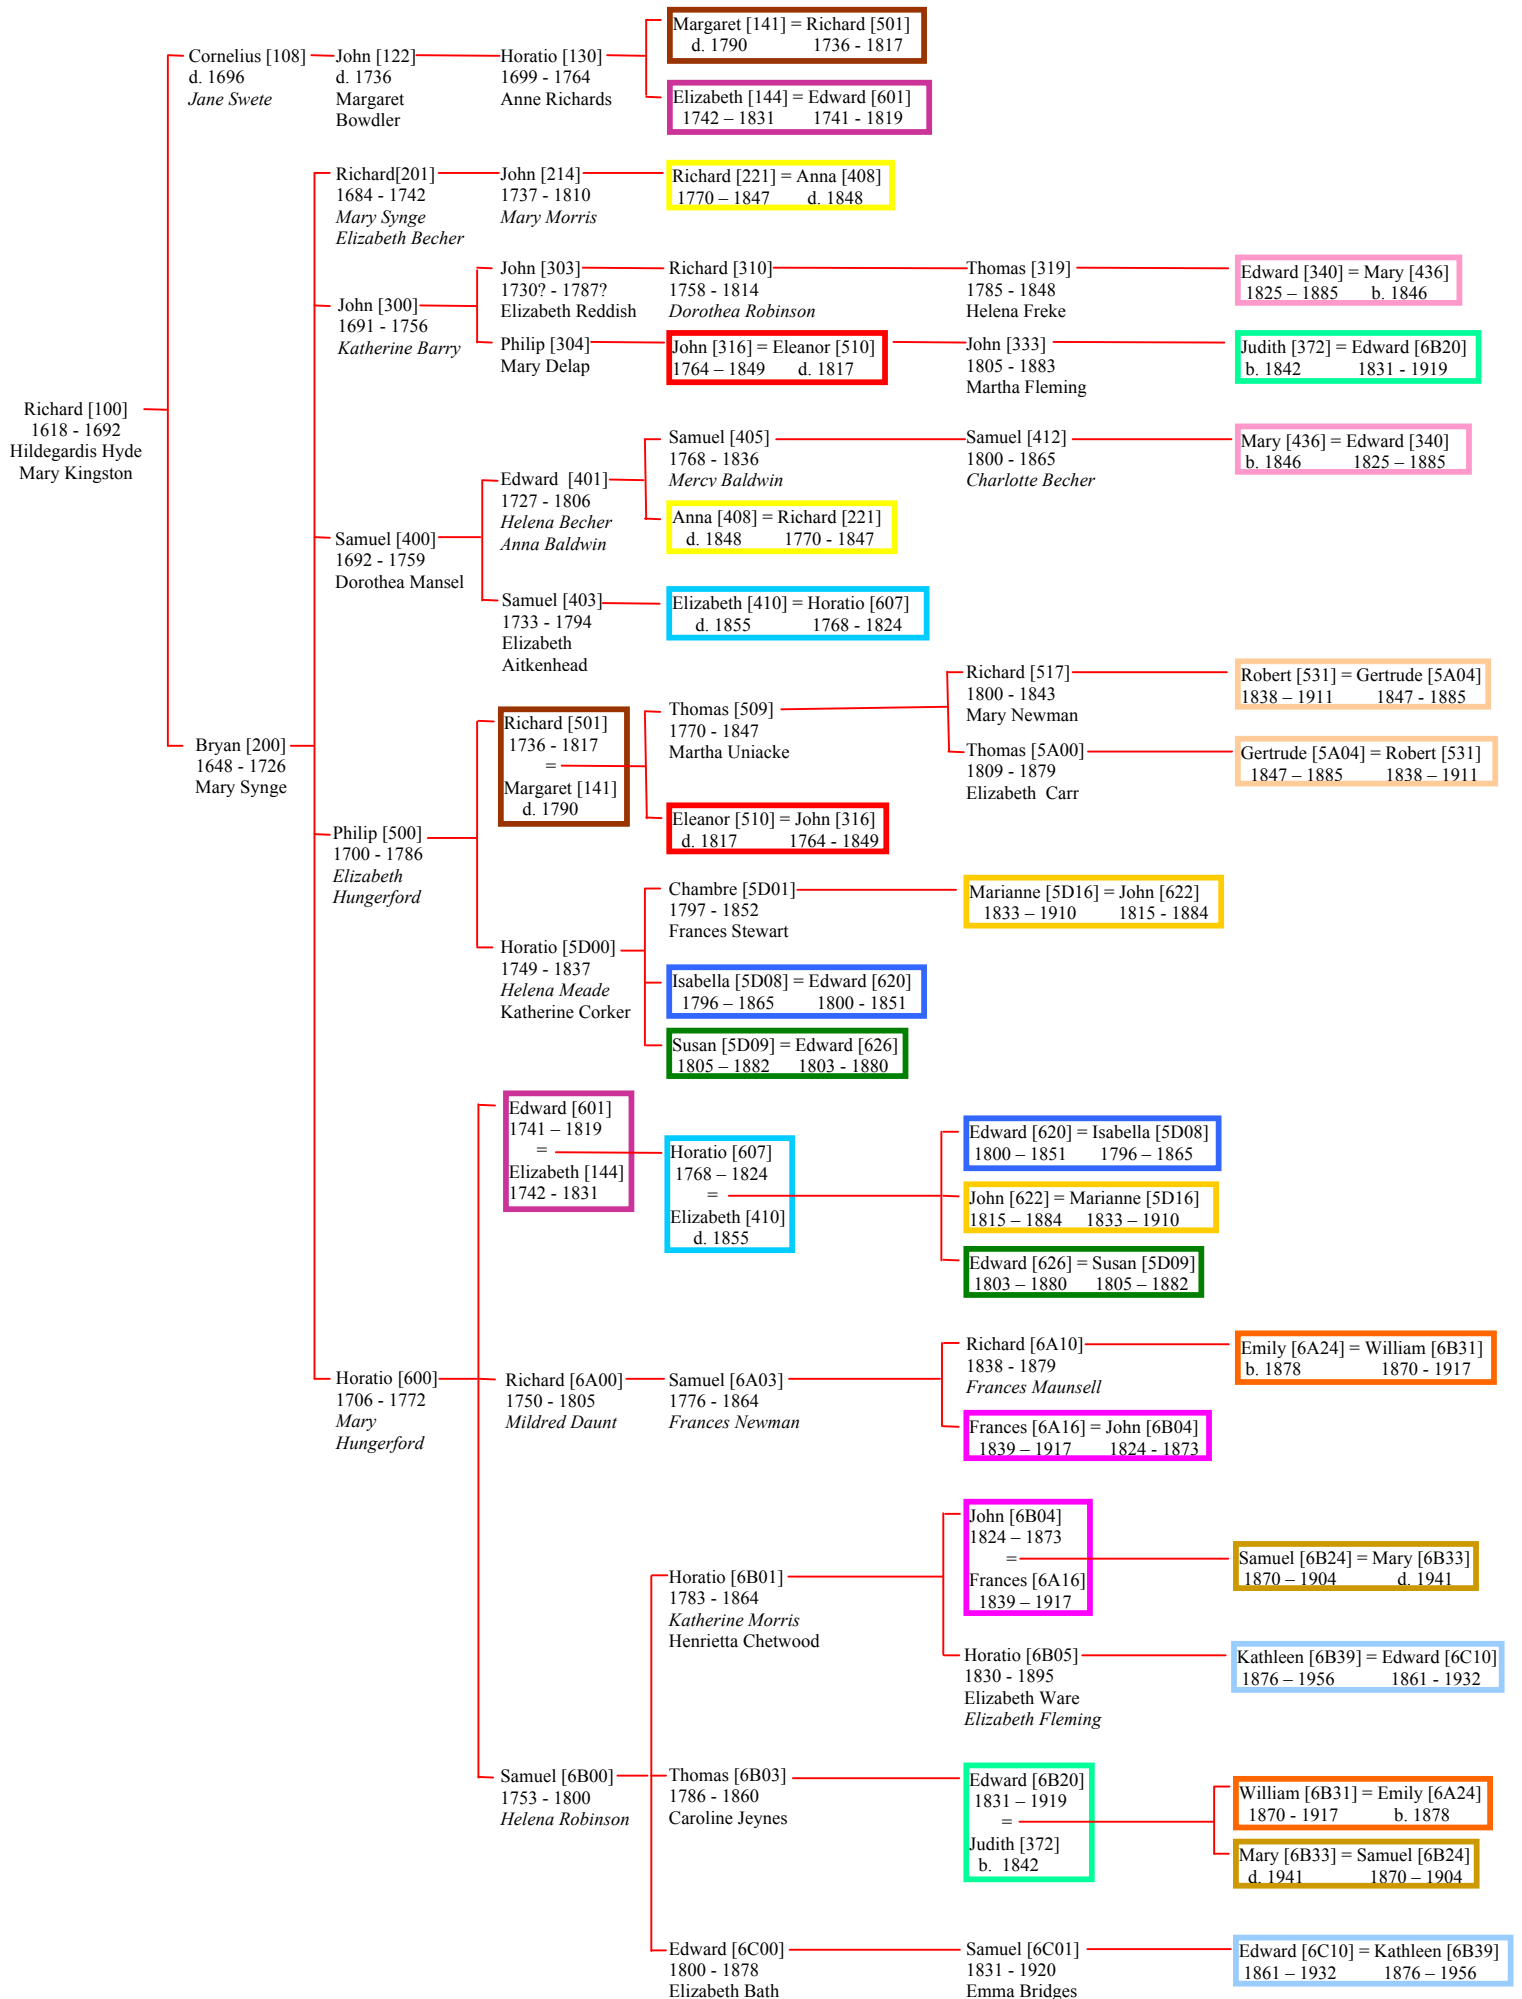 Richard [100]
1618 - 1692
Hildegardis Hyde
Mary Kingston
Cornelius [108]
d. 1696
Jane Swete
John [122]
d. 1736
Margaret
Bowdler
Horatio [130]
1699 - 1764
Anne Richards
Margaret [141] = Richard [501]
d. 1790 1736 - 1817
Elizabeth [144] = Edward [601]
1742 – 1831 1741 - 1819
Bryan [200]
1648 - 1726
Mary Synge
Richard[201]
1684 - 1742
Mary Synge
Elizabeth Becher
John [214]
1737 - 1810
Mary Morris
Richard [221] = Anna [408]
1770 – 1847 d. 1848
John [300]
1691 - 1756
Katherine Barry
John [303]
1730? - 1787?
Elizabeth Reddish
Richard [310]
1758 - 1814
Dorothea Robinson
Thomas [319]
1785 - 1848
Helena Freke
Edward [340] = Mary [436]
1825 – 1885 b. 1846
Philip [304]
Mary Delap
John [316] = Eleanor [510]
1764 – 1849 d. 1817
John [333]
1805 - 1883
Martha Fleming
Judith [372] = Edward [6B20]
b. 1842 1831 - 1919
Samuel [400]
1692 - 1759
Dorothea Mansel
Edward [401]
1727 - 1806
Helena Becher
Anna Baldwin
Samuel [405]
1768 - 1836
Mercy Baldwin
Samuel [412]
1800 - 1865
Charlotte Becher
Mary [436] = Edward [340]
b. 1846 1825 – 1885
Anna [408] = Richard [221]
d. 1848 1770 - 1847
Samuel [403]
1733 - 1794
Elizabeth
Aitkenhead
Elizabeth [410] = Horatio [607]
d. 1855 1768 - 1824
Philip [500]
1700 - 1786
Elizabeth
Hungerford
Richard [501]
1736 - 1817
=
Margaret [141]
d. 1790
Thomas [509]
1770 - 1847
Martha Uniacke
Richard [517]
1800 - 1843
Mary Newman
Robert [531] = Gertrude [5A04]
1838 – 1911 1847 - 1885
Thomas [5A00]
1809 - 1879
Elizabeth Carr
Gertrude [5A04] = Robert [531]
1847 – 1885 1838 – 1911
Eleanor [510] = John [316]
d. 1817 1764 - 1849
Horatio [5D00]
1749 - 1837
Helena Meade
Katherine Corker
Chambre [5D01]
1797 - 1852
Frances Stewart
Marianne [5D16] = John [622]
1833 – 1910 1815 - 1884
Isabella [5D08] = Edward [620]
1796 – 1865 1800 - 1851
Susan [5D09] = Edward [626]
1805 – 1882 1803 - 1880
Horatio [600]
1706 - 1772
Mary
Hungerford
Edward [601]
1741 – 1819
=
Elizabeth [144]
1742 - 1831
Horatio [607]
1768 – 1824
=
Elizabeth [410]
d. 1855
Edward [620] = Isabella [5D08]
1800 – 1851 1796 – 1865
John [622] = Marianne [5D16]
1815 – 1884 1833 – 1910
Edward [626] = Susan [5D09]
1803 – 1880 1805 – 1882
Richard [6A00]
1750 - 1805
Mildred Daunt
Samuel [6A03]
1776 - 1864
Frances Newman
Richard [6A10]
1838 - 1879
Frances Maunsell
Emily [6A24] = William [6B31]
b. 1878 1870 - 1917
Frances [6A16] = John [6B04]
1839 – 1917 1824 - 1873
Samuel [6B00]
1753 - 1800
Helena Robinson
Horatio [6B01]
1783 - 1864
Katherine Morris
Henrietta Chetwood
John [6B04]
1824 – 1873
=
Frances [6A16]
1839 – 1917
Samuel [6B24] = Mary [6B33]
1870 – 1904 d. 1941
Horatio [6B05]
1830 - 1895
Elizabeth Ware
Elizabeth Fleming
Kathleen [6B39] = Edward [6C10]
1876 – 1956 1861 - 1932
Thomas [6B03]
1786 - 1860
Caroline Jeynes
Edward [6B20]
1831 – 1919
=
Judith [372]
b. 1842
William [6B31] = Emily [6A24]
1870 - 1917 b. 1878
Mary [6B33] = Samuel [6B24]
d. 1941 1870 – 1904
Edward [6C00]
1800 - 1878
Elizabeth Bath
Samuel [6C01]
1831 - 1920
Emma Bridges
Edward [6C10] = Kathleen [6B39]
1861 – 1932 1876 – 1956